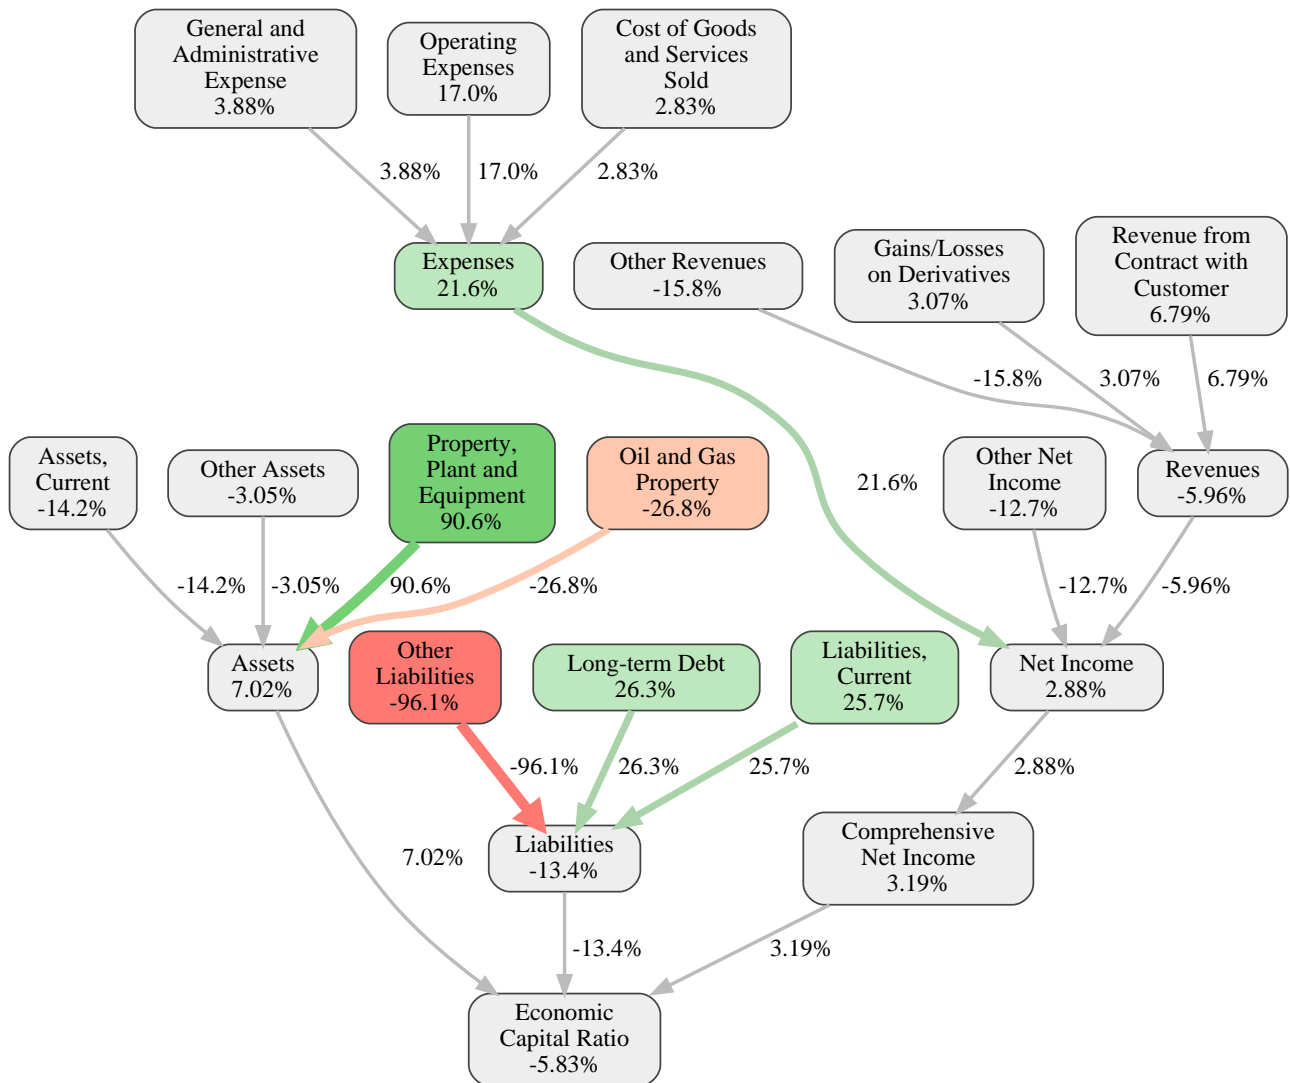 General and
Administrative
Expense
3.88%
Operating
Expenses
17.0%
Cost of Goods
and Services
Sold
2.83%
3.88%
17.0%
2.83%
Expenses
21.6%
Other Revenues
-15.8%
Gains/Losses
on Derivatives
3.07%
Revenue from
Contract with
Customer
6.79%
-15.8%
3.07%
6.79%
Assets,
Current
-14.2%
Other Assets
-3.05%
Property,
Plant and
Equipment
90.6%
Oil and Gas
Property
-26.8%
21.6%
Other Net
Income
-12.7%
Revenues
-5.96%
-14.2%
-3.05%
90.6%
-26.8%
-12.7%
-5.96%
Assets
7.02%
Other
Liabilities
-96.1%
Long-term Debt
26.3%
Liabilities,
Current
25.7%
Net Income
2.88%
-96.1%
26.3%
25.7%
2.88%
7.02%
Liabilities
-13.4%
Comprehensive
Net Income
3.19%
-13.4%
3.19%
Economic
Capital Ratio
-5.83%